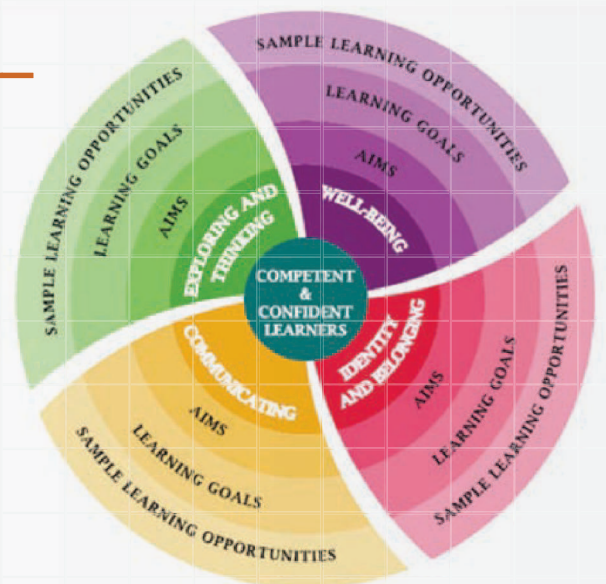 COMPETENT
&
CONFIDENT
LEARNERS
WELL-BEING
AIMS
LEARNING GOALS
SAMPLE LEARNING OPPORTUNITIES
IDENTITY
AND BELONGING
AIMS
LEARNING GOALS
SAMPLE LEARNING OPPORTUNITIES
COMMUNICATING
AIMS
LEARNING GOALS
SAMPLE LEARNING OPPORTUNITIES
EXPLORING AND
THINKING
AIMS
LEARNING GOALS
SAMPLE LEARNING OPPORTUNITIES